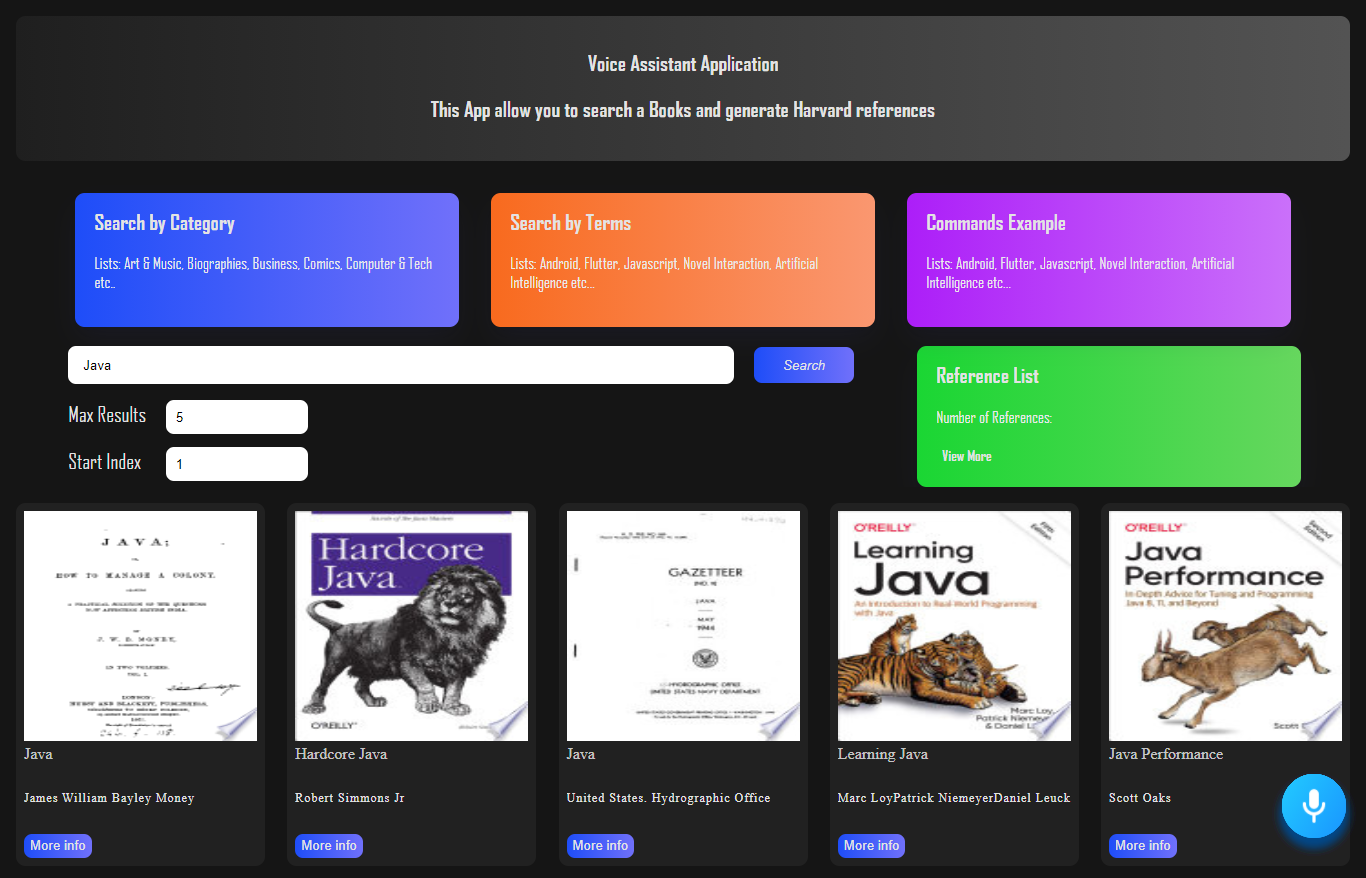 Voice Assistant Application
This App allow you to search a Books and generate Harvard references
Search by Category
Lists: Art & Music, Biographies, Business, Comics, Computer & Tech
etc..
Search by Terms
Lists: Android, Flutter, Javascript, Novel Interaction, Artificial
Intelligence etc...
Commands Example
Lists: Android, Flutter, Javascript, Novel Interaction, Artificial
Intelligence etc...
Java
Search
Max Results
5
Start Index
1
Reference List
Number of References:
View More
JAVA;
HOW TO MANAGE A COLONY.
J. W. B. MONEY,
IN TWO VOLUMES.
VOL. I.
LONDON:
HURST AND BLACKETT, PUBLISHERS,
Java
James William Bayley Money
More info
Hardcore
Java
O'REILLY
Hardcore Java
Robert Simmons Jr
More info
GAZETTEER
JAVA
MAY
1944
HYDROGRAPHIC OFFICE
UNITED STATES NAVY DEPARTMENT
Java
United States. Hydrographic Office
More info
O'REILLY
Fifth
Edition
Learning
Java
An Introduction to Real-World Programming
with Java
Marc Loy,
Patrick Niemeyer
& Daniel L
Learning Java
Marc LoyPatrick NiemeyerDaniel Leuck
More info
O'REILLY
Second
Edition
Java
Performance
In-Depth Advice for Tuning and Programming
Java 8, 11, and Beyond
Scott
Java Performance
Scott Oaks
More info